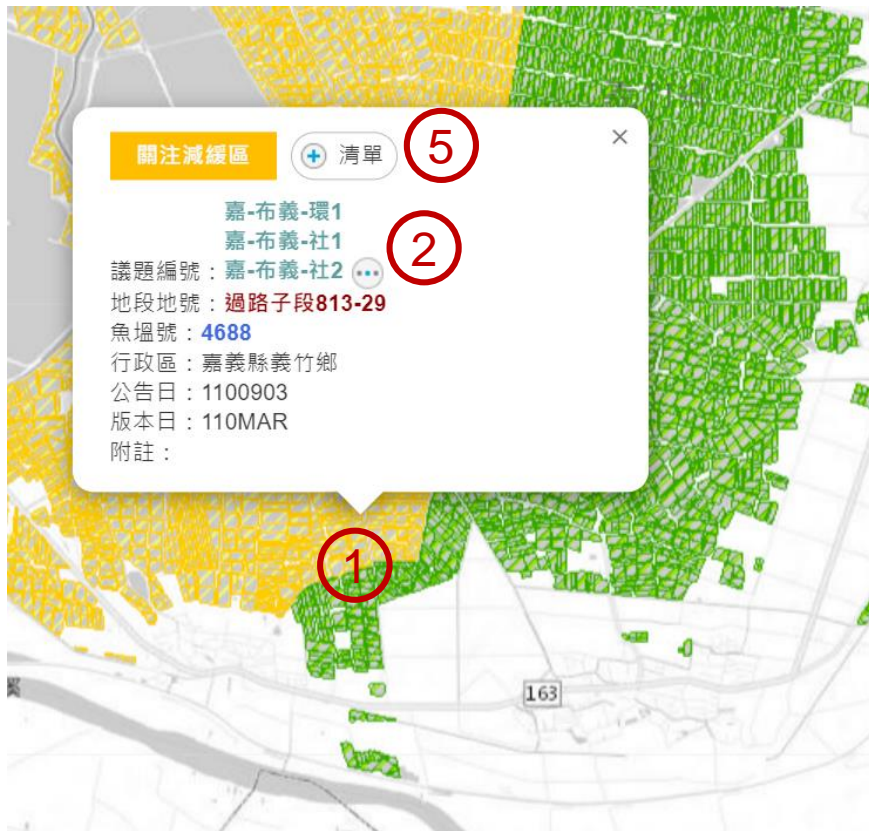 關注減緩區
清單
5
嘉-布義-環1
嘉-布義-社1
2
議題編號：嘉-布義-社2
地段地號：過路子段813-29
魚塭號：4688
行政區：嘉義縣義竹鄉
公告日：1100903
版本日：110MAR
附註：
1
163